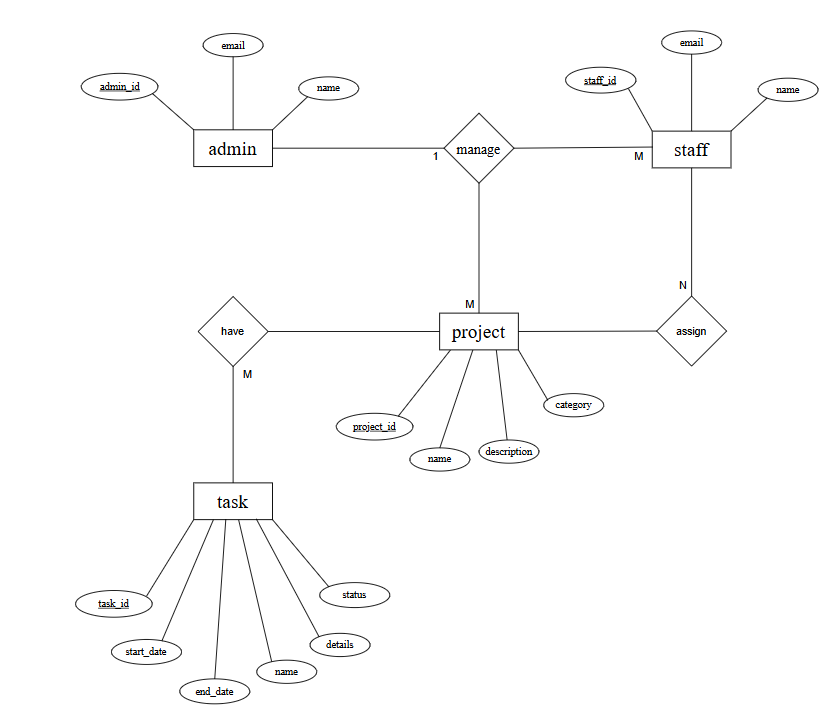 email
email
admin_id
name
staff_id
name
admin
1
manage
M
staff
N
M
have
project
assign
M
project_id
name
description
category
task
task_id
start_date
end_date
name
details
status